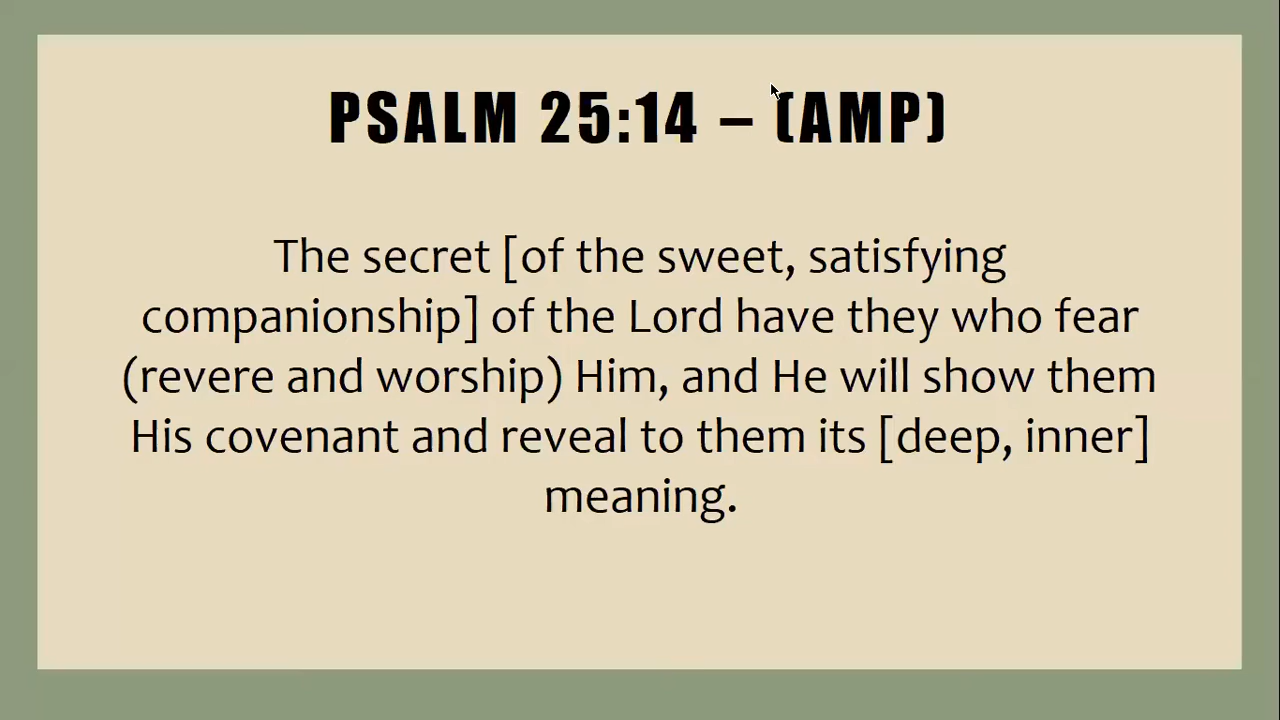 PSALM 25:14 – (AMP)
The secret [of the sweet, satisfying
companionship] of the Lord have they who fear
(revere and worship) Him, and He will show them
His covenant and reveal to them its [deep, inner]
meaning.